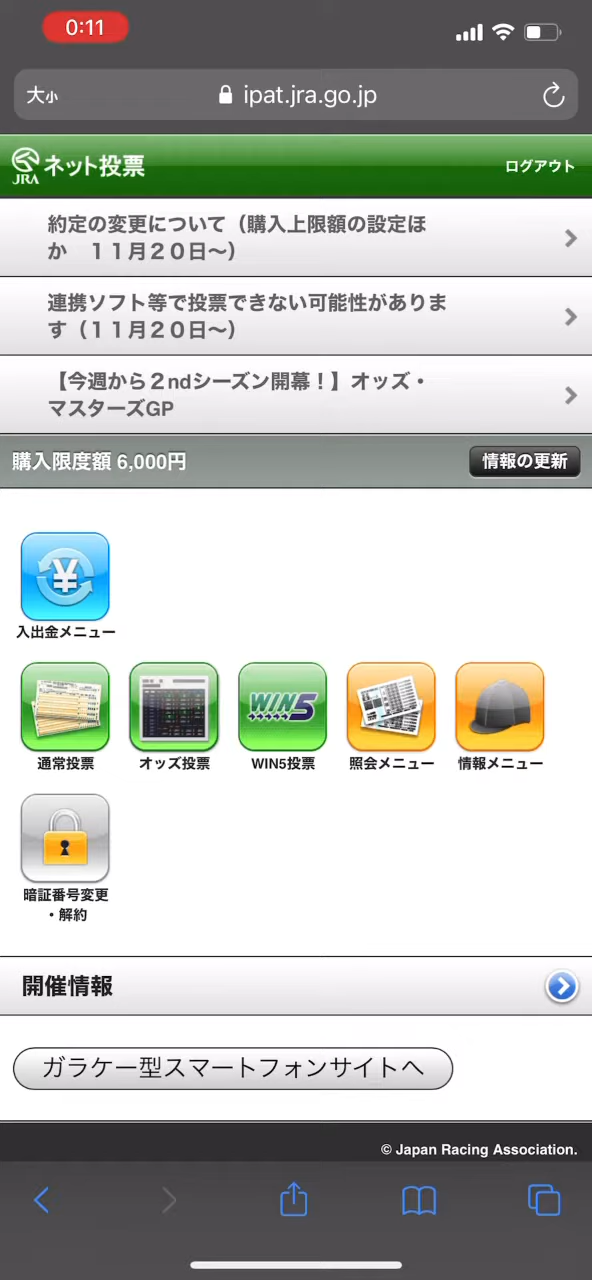 0:11
大小 ipat.jra.go.jp
JRA ネット投票 ログアウト
約定の変更について（購入上限額の設定ほ
か　１１月２０日～）
連携ソフト等で投票できない可能性がありま
す（１１月２０日～）
【今週から２ndシーズン開幕！】オッズ・
マスターズGP
購入限度額 6,000円 情報の更新
¥
入出金メニュー
WIN5
通常投票 オッズ投票 WIN5投票 照会メニュー 情報メニュー
暗証番号変更
・解約
開催情報
ガラケー型スマートフォンサイトへ
© Japan Racing Association.